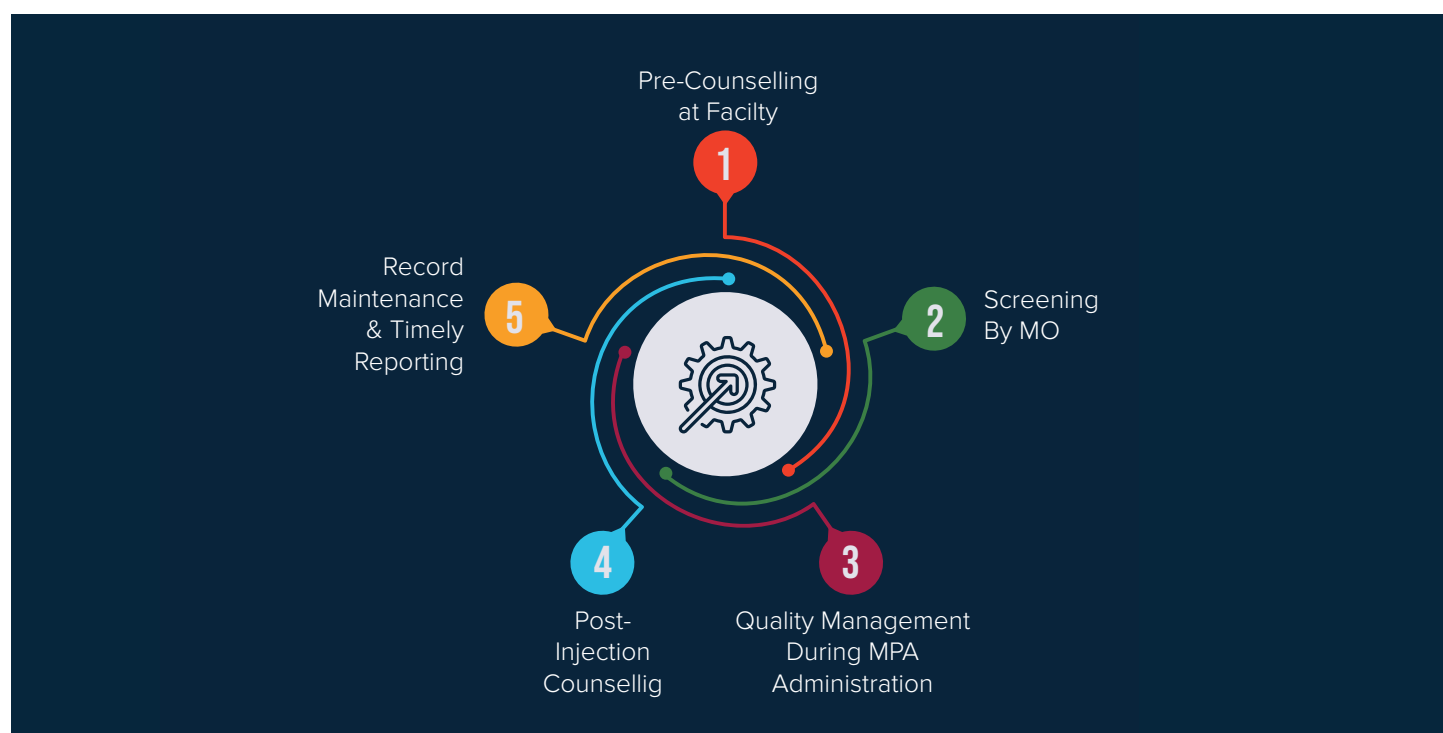 Pre-Counselling
at Facilty
1
2
Screening
By MO
3
Quality Management
During MPA
Administration
4
Post-
Injection
Counsellig
5
Record
Maintenance
& Timely
Reporting